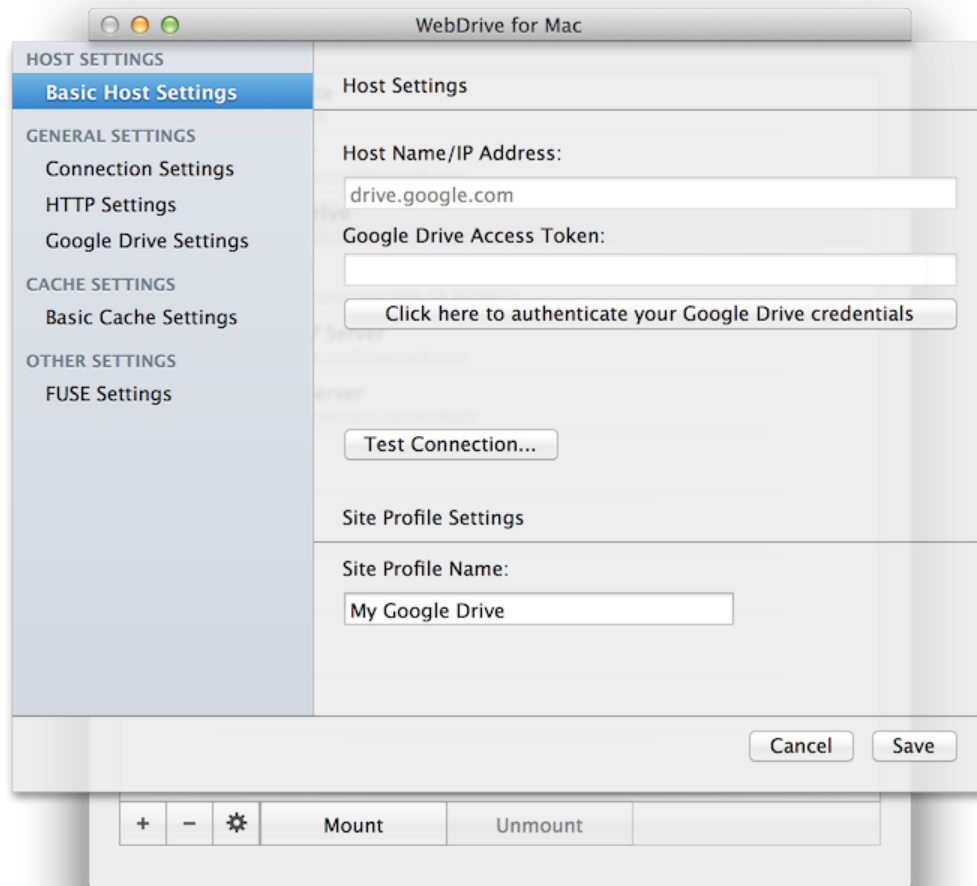 WebDrive for Mac
HOST SETTINGS
Basic Host Settings
GENERAL SETTINGS
Connection Settings
HTTP Settings
Google Drive Settings
CACHE SETTINGS
Basic Cache Settings
OTHER SETTINGS
FUSE Settings
Host Settings
Host Name/IP Address:
drive.google.com
Google Drive Access Token:
Click here to authenticate your Google Drive credentials
Test Connection...
Site Profile Settings
Site Profile Name:
My Google Drive
Cancel Save
+ − Mount Unmount